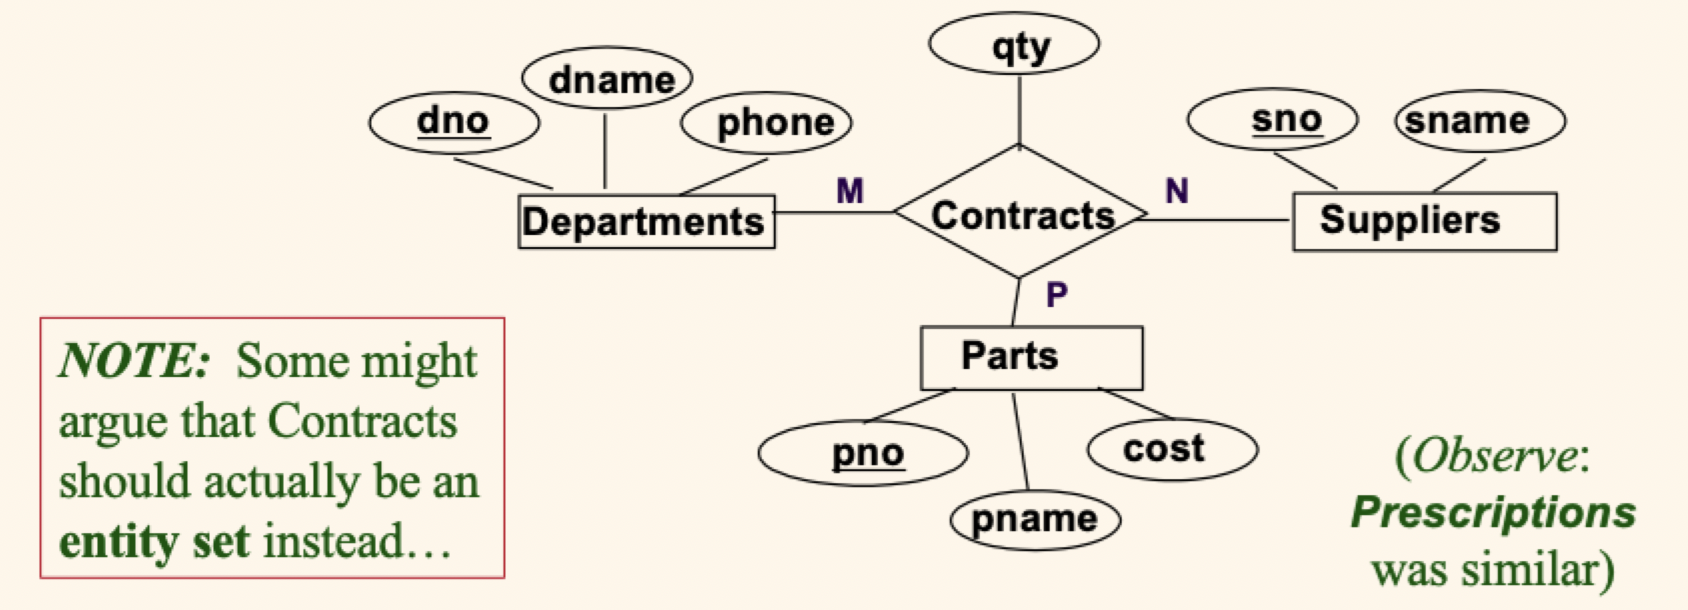 qty
dname
dno
phone
sno
sname
M
N
Departments
Contracts
Suppliers
P
Parts
pno
cost
pname
NOTE: Some might
argue that Contracts
should actually be an
entity set instead…
(Observe:
Prescriptions
was similar)